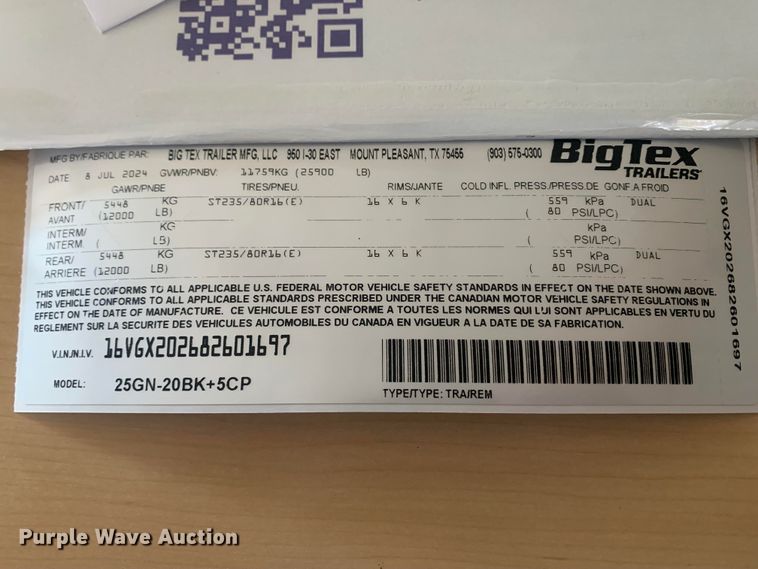 MFG BY/FABRIQUE PAR: BIG TEX TRAILER MFG, LLC 950 I-30 EAST MOUNT PLEASANT, TX 75455 (903) 575-0300 BigTex TRAILERS
DATE 8 JUL 2024 GVWR/PNBV: 11759KG (25900 LB)
GAWR/PNBE TIRES/PNEU. RIMS/JANTE COLD INFL. PRESS/PRESS.DE GONF.A FROID
FRONT/ 5448 KG ST235/80R16(E) 16 X 6 K 559 kPa DUAL
AVANT (12000 LB) ( 80 PSI/LPC)
INTERM/ KG kPa
INTERM. ( LB) ( PSI/LPC)
REAR/ 5448 KG ST235/80R16(E) 16 X 6 K 559 kPa DUAL
ARRIERE (12000 LB) ( 80 PSI/LPC)
THIS VEHICLE CONFORMS TO ALL APPLICABLE U.S. FEDERAL MOTOR VEHICLE SAFETY STANDARDS IN EFFECT ON THE DATE SHOWN ABOVE.
THIS VEHICLE CONFORMS TO ALL APPLICABLE STANDARDS PRESCRIBED UNDER THE CANADIAN MOTOR VEHICLE SAFETY REGULATIONS IN
EFFECT ON THE DATE OF MANUFACTURE. CE VEHICULE EST CONFORME A TOUTES LES NORMES QUI LUI SONT APPLICABLES EN VERTU DU
REGLEMENT SUR LA SECURITE DES VEHICULES AUTOMOBILES DU CANADA EN VIGUEUR A LA DATE DE SA FABRICATION.
V.I.N./N.I.V. 16VGX202682601697
MODEL: 25GN-20BK+5CP
TYPE/TYPE: TRA/REM
16VGX202682601697
Purple Wave Auction